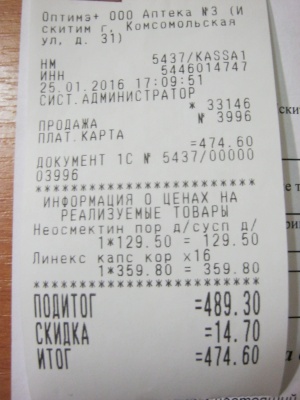 Оптимэ+ ООО Аптека №3 (И
скитим г, Комсомольская
ул, д. 31)
НМ 5437/KASSA1
ИНН 5446014747
25.01.2016 17:09:51
СИСТ.АДМИНИСТРАТОР
* 33146
ПРОДАЖА № 3996
ПЛАТ.КАРТА
=474.60
ДОКУМЕНТ 1С № 5437/00000
03996
************************
ИНФОРМАЦИЯ О ЦЕНАХ НА
РЕАЛИЗУЕМЫЕ ТОВАРЫ
Неосмектин пор д/сусп д/
1*129.50 = 129.50
Линекс капс кор x16
1*359.80 = 359.80
************************
ПОДИТОГ =489.30
СКИДКА =14.70
ИТОГ =474.60